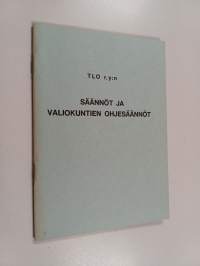 TLO r.y:n
SÄÄNNÖT JA
VALIOKUNTIEN OHJESÄÄNNÖT